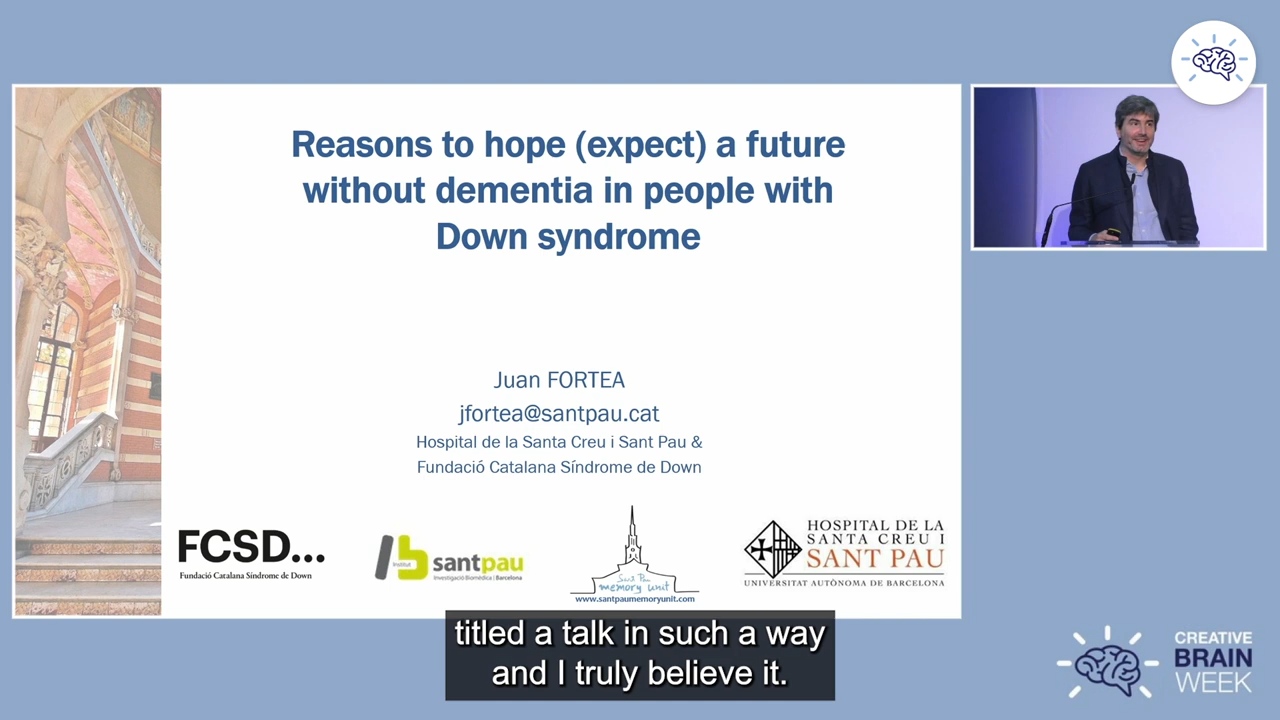 Reasons to hope (expect) a future
without dementia in people with
Down syndrome
Juan FORTEA
jfortea@santpau.cat
Hospital de la Santa Creu i Sant Pau &
Fundació Catalana Síndrome de Down
FCSD...
Fundació Catalana Síndrome de Down
Institut
santpau
Investigació Biomèdica | Barcelona
Sant Pau
memory unit
www.santpaumemoryunit.com
HOSPITAL DE LA
SANTA CREU I
SANT PAU
UNIVERSITAT AUTÒNOMA DE BARCELONA
titled a talk in such a way
and I truly believe it.
CREATIVE
BRAIN
WEEK